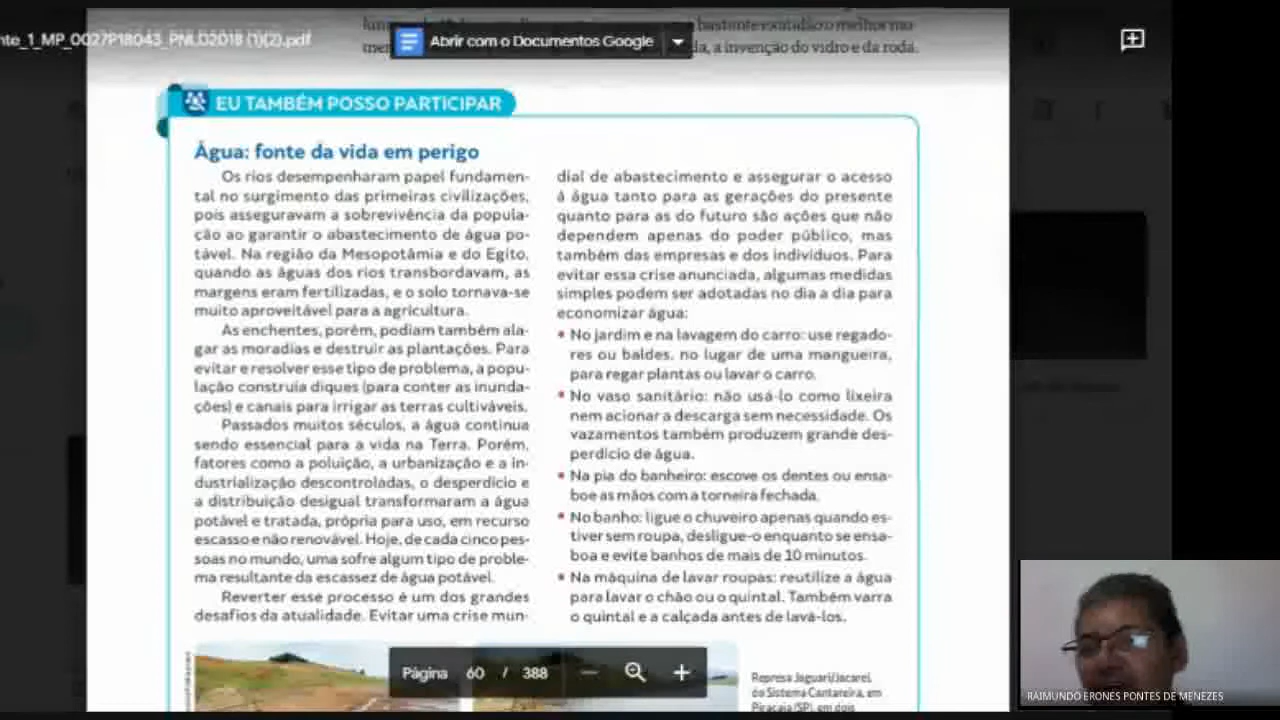 bastante exatidão o melhor mo-
nte_1_MP_0027P18043_PNLD2018 (1)(2).pdf
Abrir com o Documentos Google
a invenção do vidro e da roda.
EU TAMBÉM POSSO PARTICIPAR
Água: fonte da vida em perigo
Os rios desempenharam papel fundamen-
tal no surgimento das primeiras civilizações,
pois asseguravam a sobrevivência da popula-
ção ao garantir o abastecimento de água po-
tável. Na região da Mesopotâmia e do Egito,
quando as águas dos rios transbordavam, as
margens eram fertilizadas, e o solo tornava-se
muito aproveitável para a agricultura.
As enchentes, porém, podiam também ala-
gar as moradias e destruir as plantações. Para
evitar e resolver esse tipo de problema, a popu-
lação construía diques (para conter as inunda-
ções) e canais para irrigar as terras cultiváveis.
Passados muitos séculos, a água continua
sendo essencial para a vida na Terra. Porém,
fatores como a poluição, a urbanização e a in-
dustrialização descontroladas, o desperdício e
a distribuição desigual transformaram a água
potável e tratada, própria para uso, em recurso
escasso e não renovável. Hoje, de cada cinco pes-
soas no mundo, uma sofre algum tipo de proble-
ma resultante da escassez de água potável.
Reverter esse processo é um dos grandes
desafios da atualidade. Evitar uma crise mun-
dial de abastecimento e assegurar o acesso
à água tanto para as gerações do presente
quanto para as do futuro são ações que não
dependem apenas do poder público, mas
também das empresas e dos indivíduos. Para
evitar essa crise anunciada, algumas medidas
simples podem ser adotadas no dia a dia para
economizar água:
• No jardim e na lavagem do carro: use regado-
res ou baldes, no lugar de uma mangueira,
para regar plantas ou lavar o carro.
• No vaso sanitário: não usá-lo como lixeira
nem acionar a descarga sem necessidade. Os
vazamentos também produzem grande des-
perdício de água.
• Na pia do banheiro: escove os dentes ou ensa-
boe as mãos com a torneira fechada.
• No banho: ligue o chuveiro apenas quando es-
tiver sem roupa, desligue-o enquanto se ensa-
boa e evite banhos de mais de 10 minutos.
• Na máquina de lavar roupas: reutilize a água
para lavar o chão ou o quintal. Também varra
o quintal e a calçada antes de lavá-los.
Represa Jaguari/Jacareí,
do Sistema Cantareira, em
Piracaia (SP), em dois
Página 60 / 388
RAIMUNDO ERONES PONTES DE MENEZES